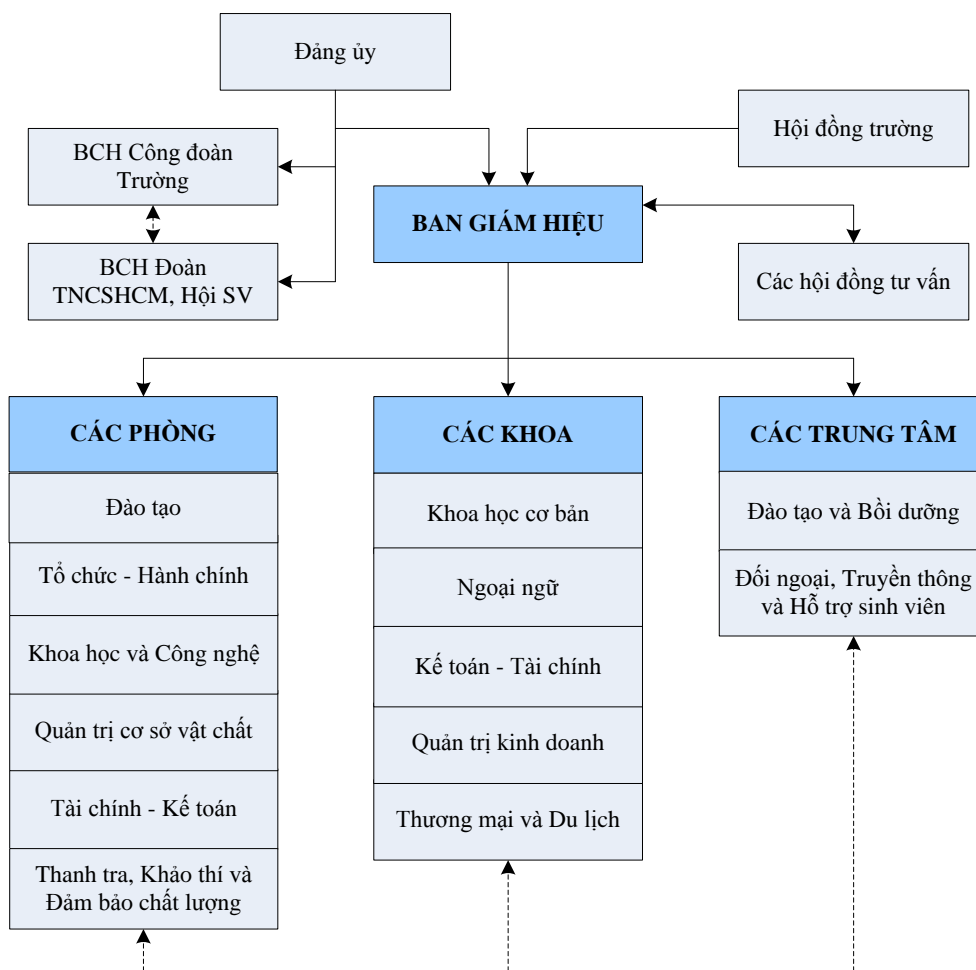 Đảng ủy
Hội đồng trường
BCH Công đoàn
Trường
BAN GIÁM HIỆU
BCH Đoàn
TNCSHCM, Hội SV
Các hội đồng tư vấn
CÁC PHÒNG
Đào tạo
Tổ chức - Hành chính
Khoa học và Công nghệ
Quản trị cơ sở vật chất
Tài chính - Kế toán
Thanh tra, Khảo thí và
Đảm bảo chất lượng
CÁC KHOA
Khoa học cơ bản
Ngoại ngữ
Kế toán - Tài chính
Quản trị kinh doanh
Thương mại và Du lịch
CÁC TRUNG TÂM
Đào tạo và Bồi dưỡng
Đối ngoại, Truyền thông
và Hỗ trợ sinh viên